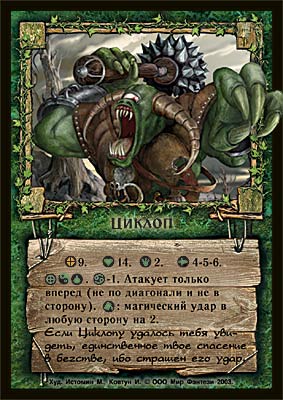 ЦИКЛОП
9. 14. 2. 4-5-6.
. -1. Атакует только
вперед (не по диагонали и не в
сторону). : магический удар в
любую сторону на 2.
Если Циклопу удалось тебя уви-
деть, единственное твое спасение
в бегстве, ибо страшен его удар.
Худ. Истомин М. Ковтун И. © ООО Мир Фэнтези 2003.